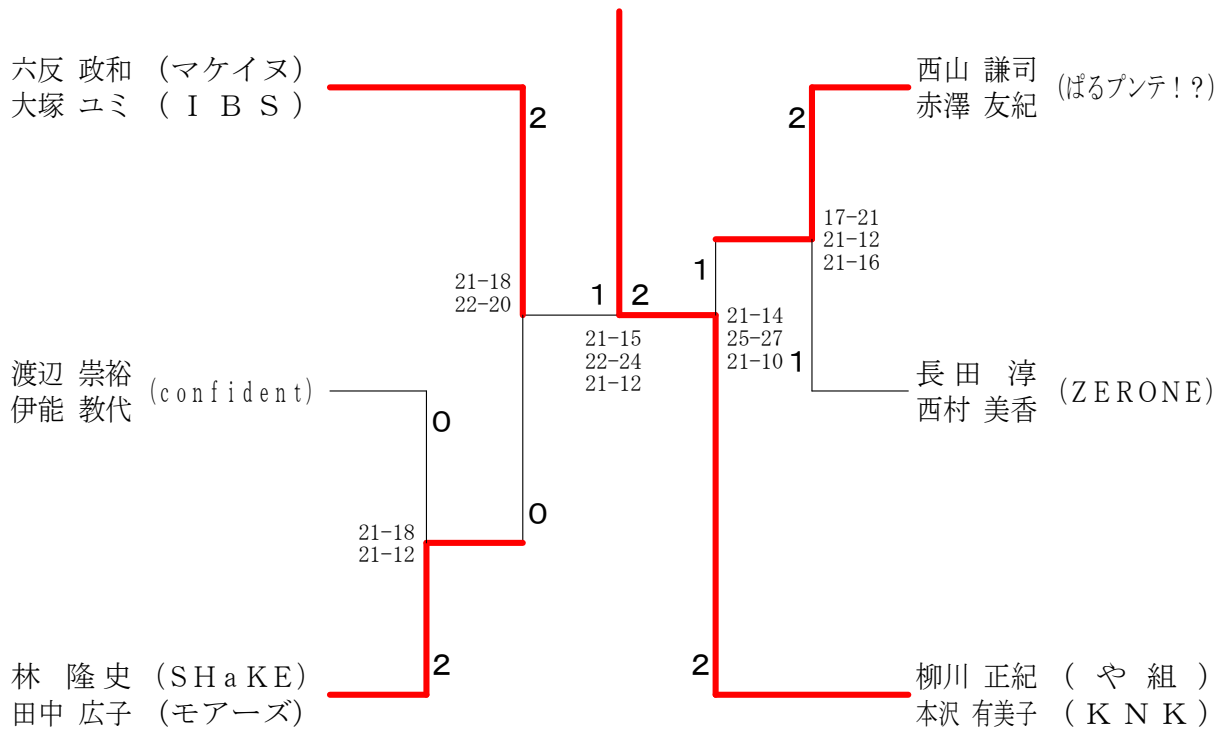 六反 政和 (マケイヌ)
大塚 ユミ (ＩＢＳ)
2
21-18
22-20
渡辺 崇裕
伊能 教代
(confident)
0
21-18
21-12
0
林 隆史 (SHaKE)
田中 広子 (モアーズ)
2
1
2
21-15
22-24
21-12
西山 謙司
赤澤 友紀
(ぱるプンテ！?)
2
17-21
21-12
21-16
1
21-14
25-27
21-10
1
長田 淳
西村 美香
(ZERONE)
2
柳川 正紀 (や組)
本沢 有美子 (ＫＮＫ)